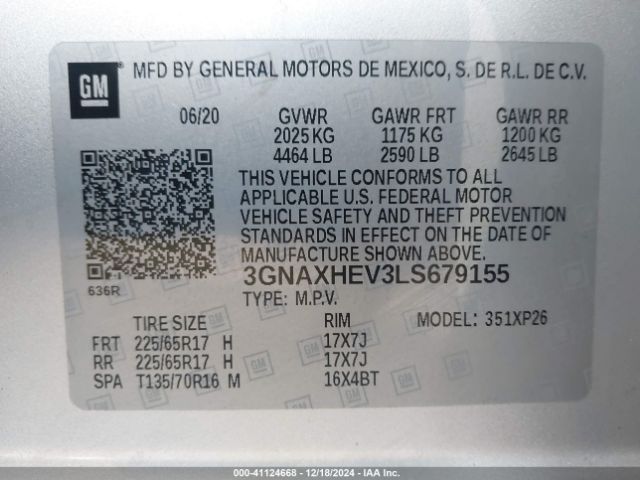 GM MFD BY GENERAL MOTORS DE MEXICO, S. DE R.L. DE C.V.
06/20 GVWR GAWR FRT GAWR RR
2025 KG 1175 KG 1200 KG
4464 LB 2590 LB 2645 LB
THIS VEHICLE CONFORMS TO ALL
APPLICABLE U.S. FEDERAL MOTOR
VEHICLE SAFETY AND THEFT PREVENTION
STANDARDS IN EFFECT ON THE DATE OF
MANUFACTURE SHOWN ABOVE.
636R 3GNAXHEV3LS679155
TYPE: M.P.V.
TIRE SIZE RIM MODEL: 351XP26
FRT 225/65R17 H 17X7J
RR 225/65R17 H 17X7J
SPA T135/70R16 M 16X4BT
000-41124668 - 12/18/2024 - IAA Inc.